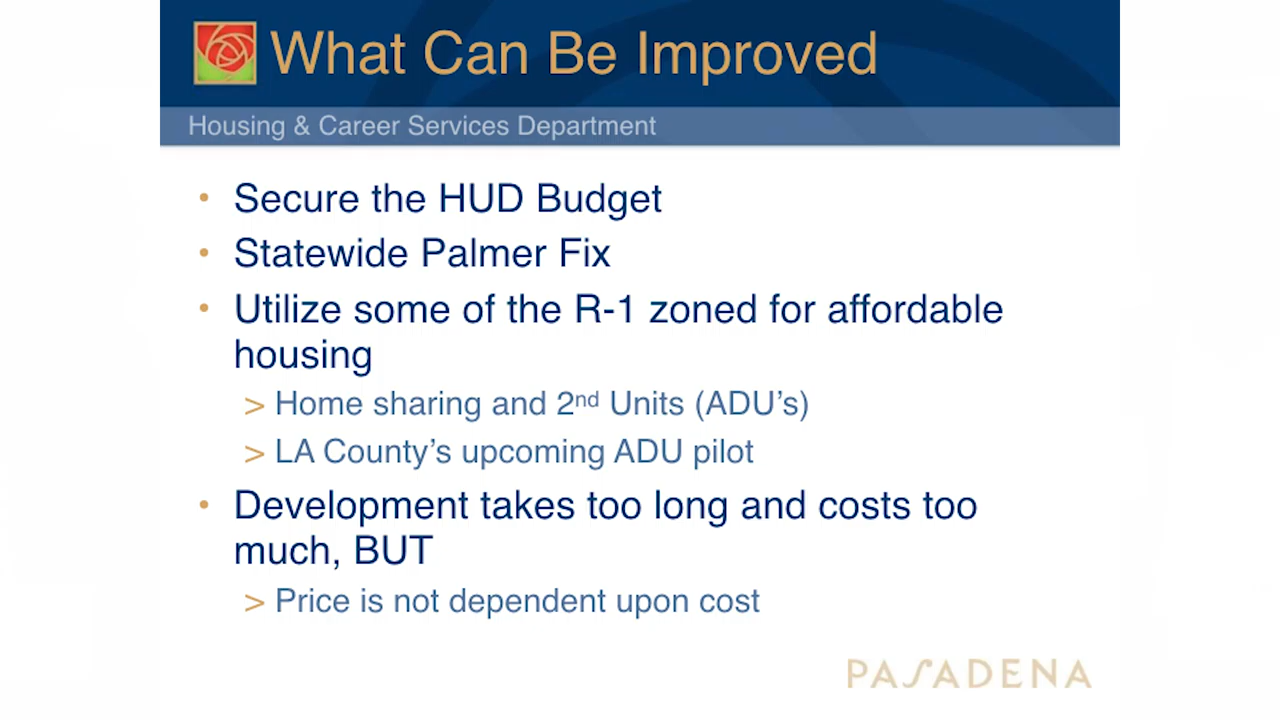 What Can Be Improved
Housing & Career Services Department
• Secure the HUD Budget
• Statewide Palmer Fix
• Utilize some of the R-1 zoned for affordable
housing
> Home sharing and 2nd Units (ADU’s)
> LA County’s upcoming ADU pilot
• Development takes too long and costs too
much, BUT
> Price is not dependent upon cost
PASADENA